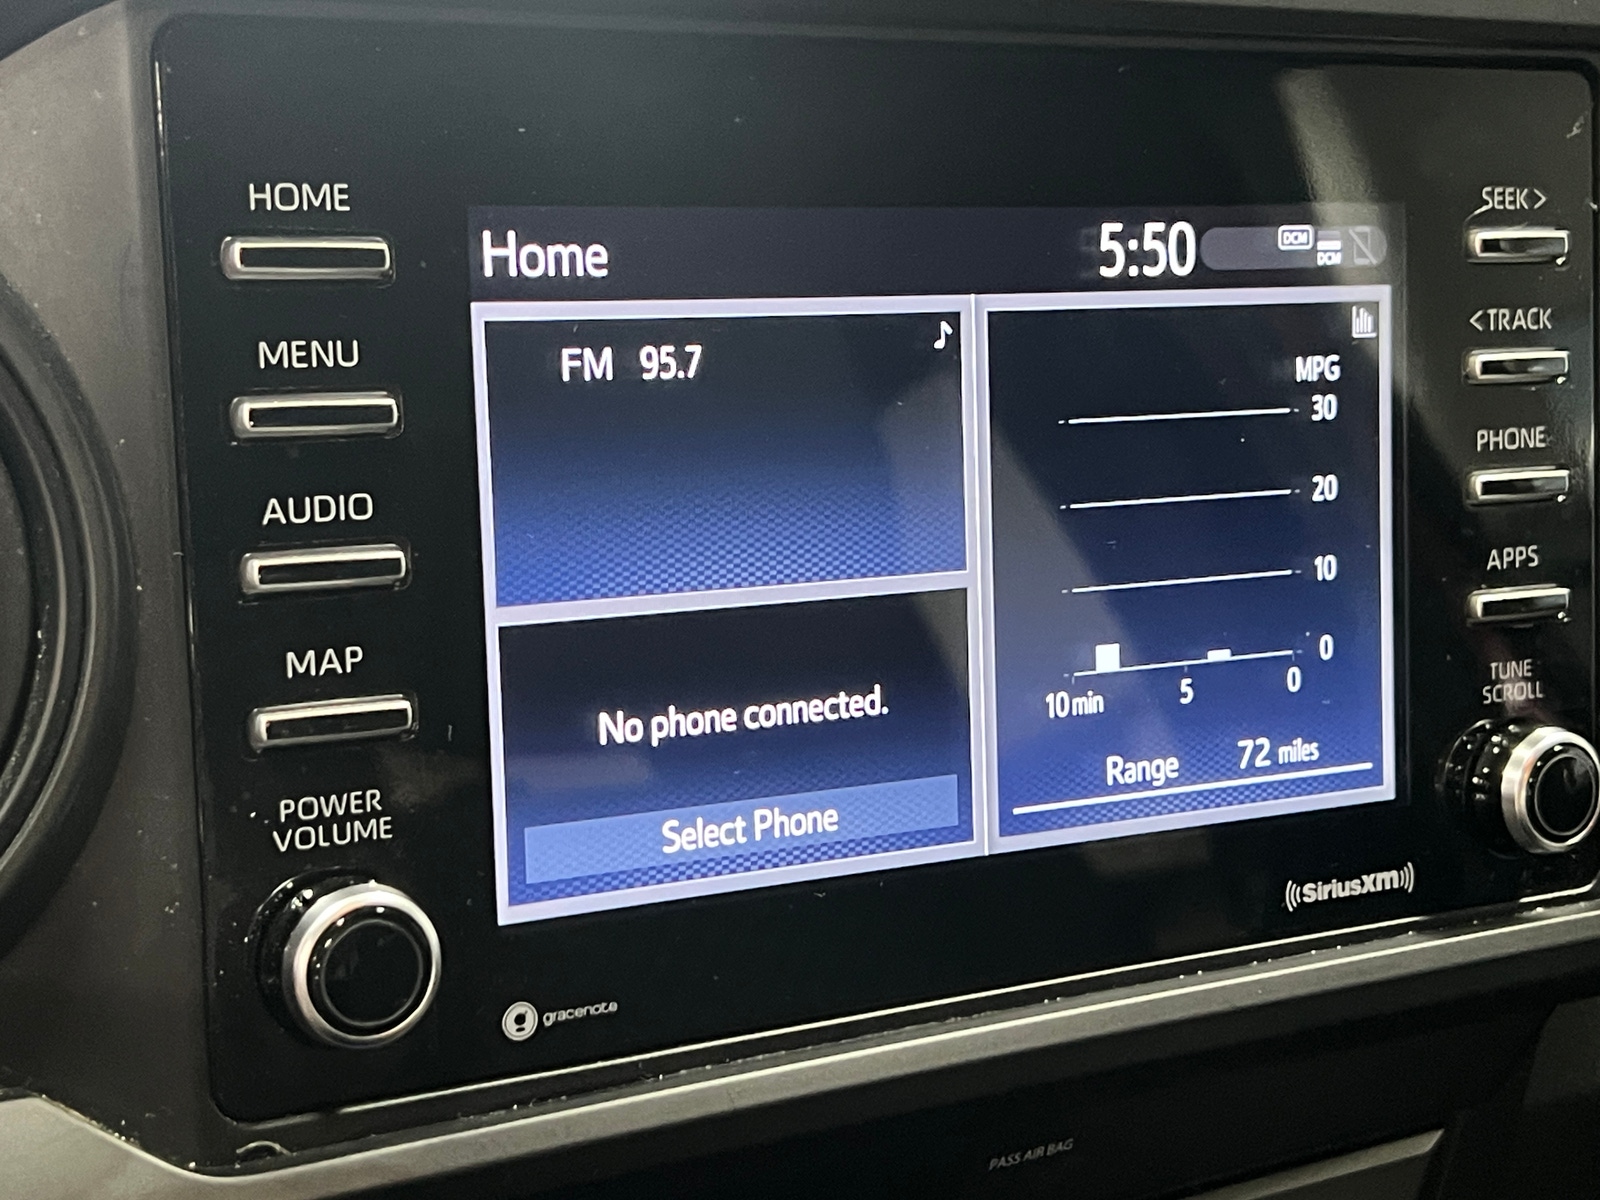 HOME
MENU
AUDIO
MAP
POWER
VOLUME
Home
5:50
DCM
DCM
FM 95.7
No phone connected.
Select Phone
MPG
30
20
10
0
10 min 5 0
Range 72 miles
SEEK >
< TRACK
PHONE
APPS
TUNE
SCROLL
SiriusXM
gracenote
PASS AIR BAG